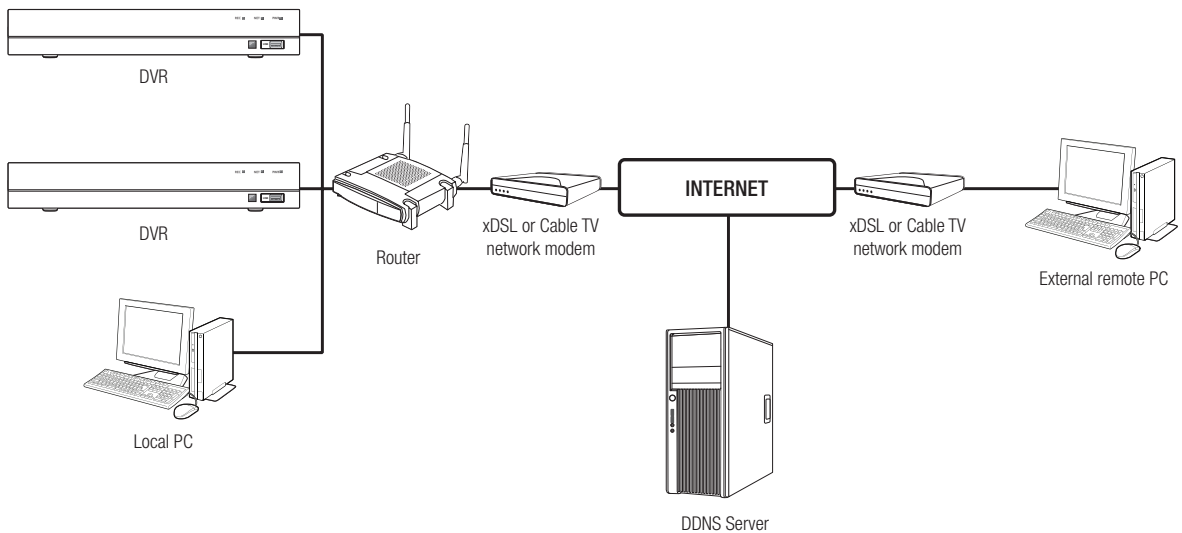 DVR
DVR
Router
xDSL or Cable TV
network modem
INTERNET
xDSL or Cable TV
network modem
External remote PC
Local PC
DDNS Server